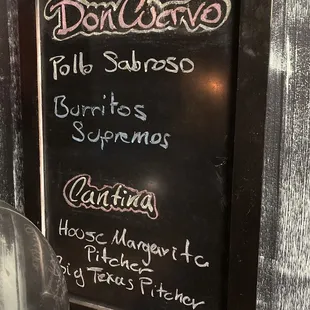 Don Cuervo
Pollo Sabroso
Burritos
Supremos
Cantina
House Margarita
Pitcher
Big Texas Pitcher